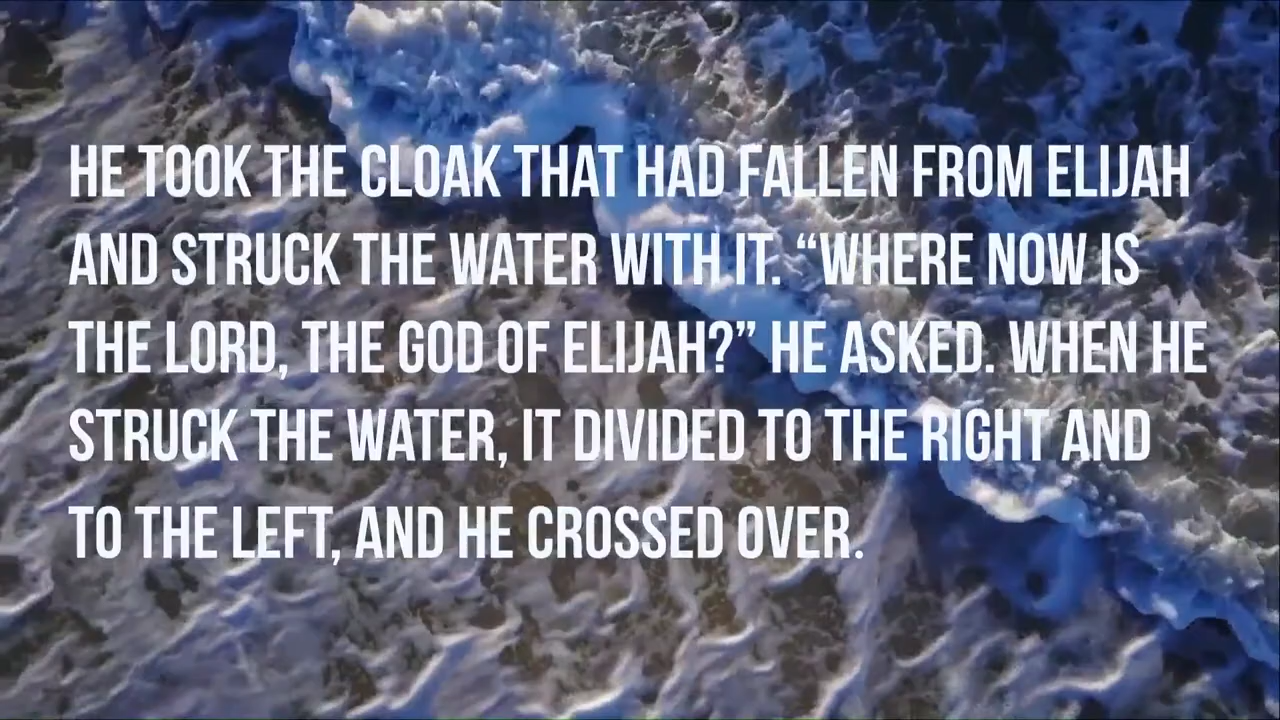 HE TOOK THE CLOAK THAT HAD FALLEN FROM ELIJAH
AND STRUCK THE WATER WITH IT. “WHERE NOW IS
THE LORD, THE GOD OF ELIJAH?” HE ASKED. WHEN HE
STRUCK THE WATER, IT DIVIDED TO THE RIGHT AND
TO THE LEFT, AND HE CROSSED OVER.